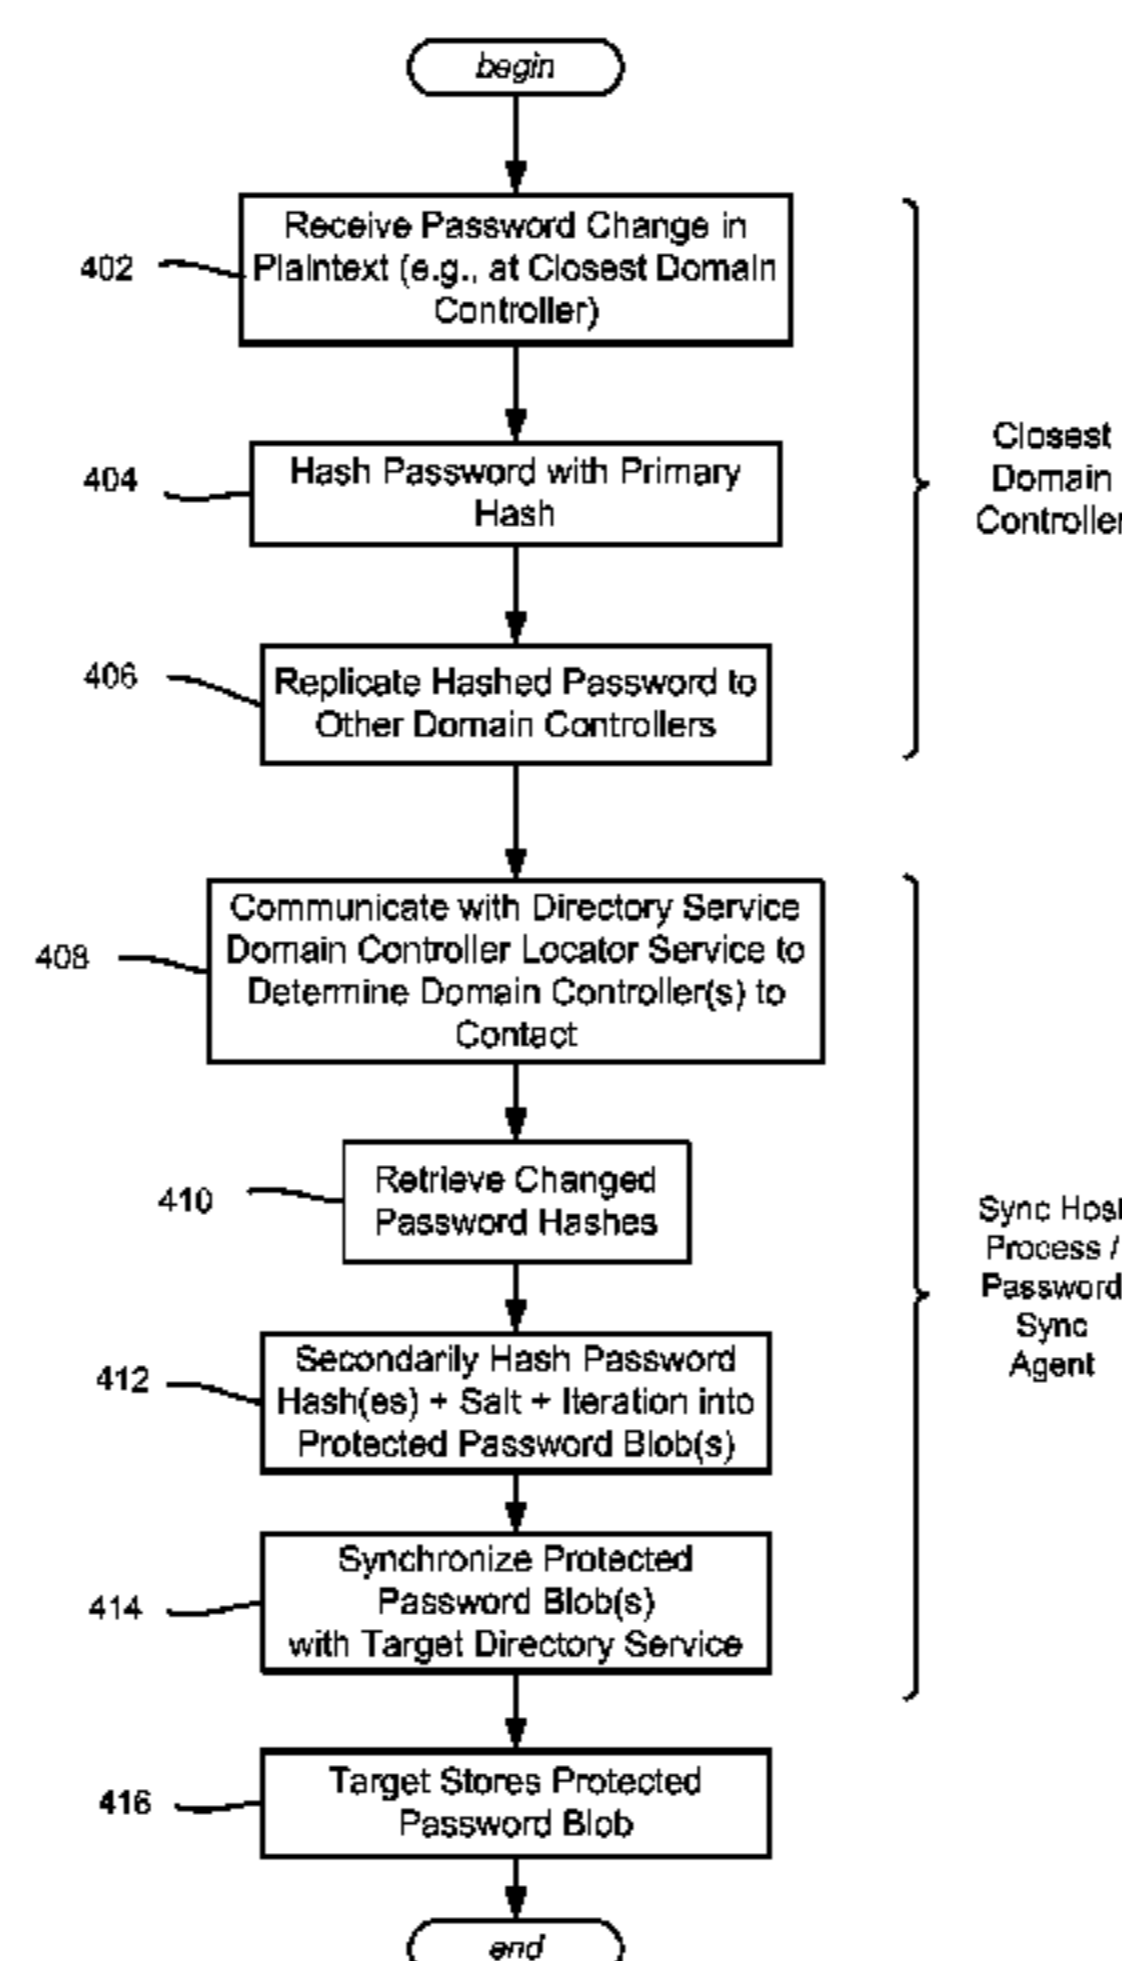 begin
402
Receive Password Change in
Plaintext (e.g., at Closest Domain
Controller)
404
Hash Password with Primary
Hash
406
Replicate Hashed Password to
Other Domain Controllers
Closest
Domain
Controller
408
Communicate with Directory Service
Domain Controller Locator Service to
Determine Domain Controller(s) to
Contact
410
Retrieve Changed
Password Hashes
412
Secondarily Hash Password
Hash(es) + Salt + Iteration into
Protected Password Blob(s)
414
Synchronize Protected
Password Blob(s)
with Target Directory Service
Sync Host
Process /
Password
Sync
Agent
416
Target Stores Protected
Password Blob
end